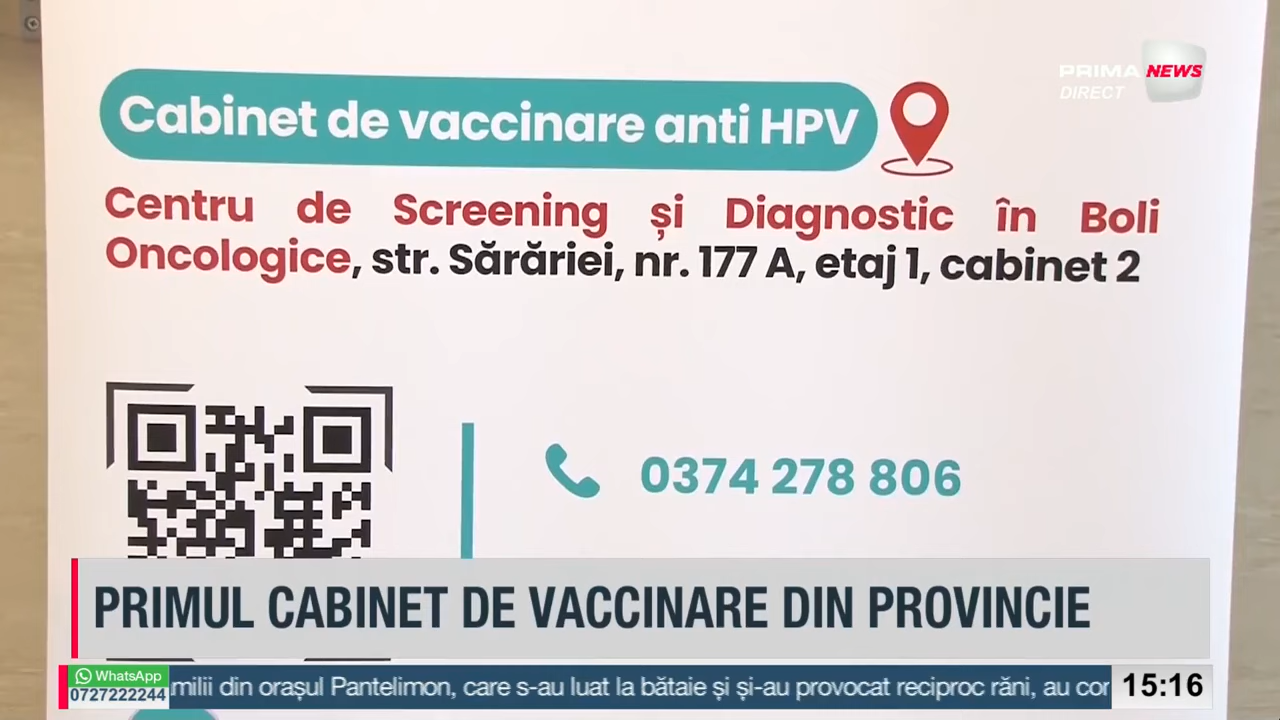 PRIMA NEWS
DIRECT
Cabinet de vaccinare anti HPV
Centru de Screening și Diagnostic în Boli
Oncologice, str. Sărăriei, nr. 177 A, etaj 1, cabinet 2
0374 278 806
PRIMUL CABINET DE VACCINARE DIN PROVINCIE
WhatsApp
0727222244
milii din orașul Pantelimon, care s-au luat la bătaie și și-au provocat reciproc răni, au cor
15:16